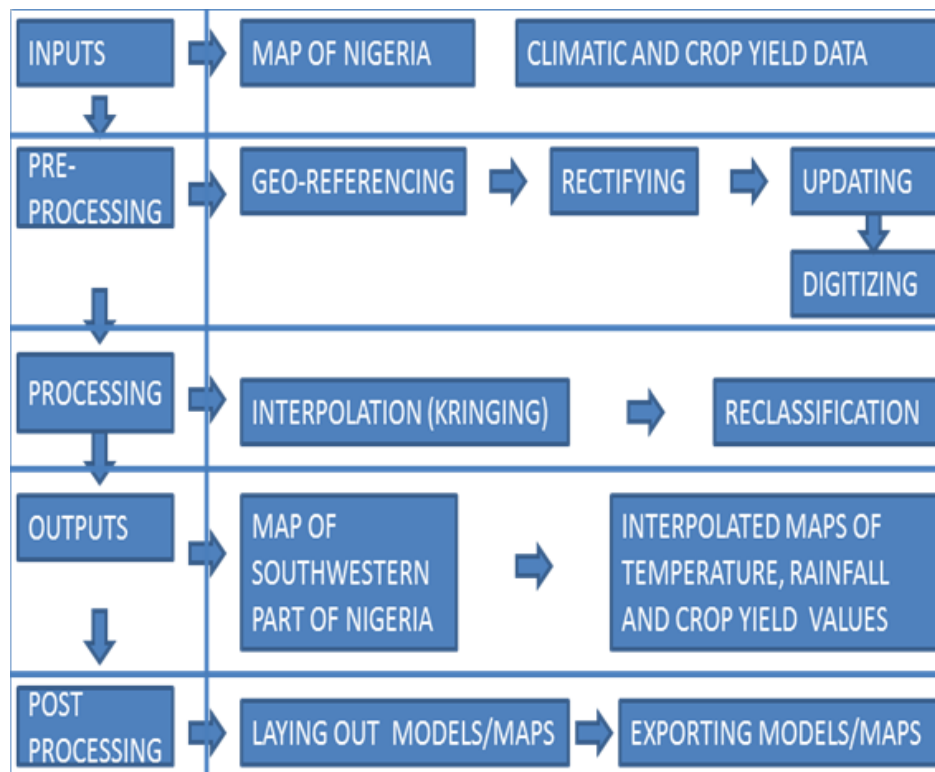 INPUTS
MAP OF NIGERIA
CLIMATIC AND CROP YIELD DATA
PRE-
PROCESSING
GEO-REFERENCING
RECTIFYING
UPDATING
DIGITIZING
PROCESSING
INTERPOLATION (KRINGING)
RECLASSIFICATION
OUTPUTS
MAP OF
SOUTHWESTERN
PART OF NIGERIA
INTERPOLATED MAPS OF
TEMPERATURE, RAINFALL
AND CROP YIELD VALUES
POST
PROCESSING
LAYING OUT MODELS/MAPS
EXPORTING MODELS/MAPS